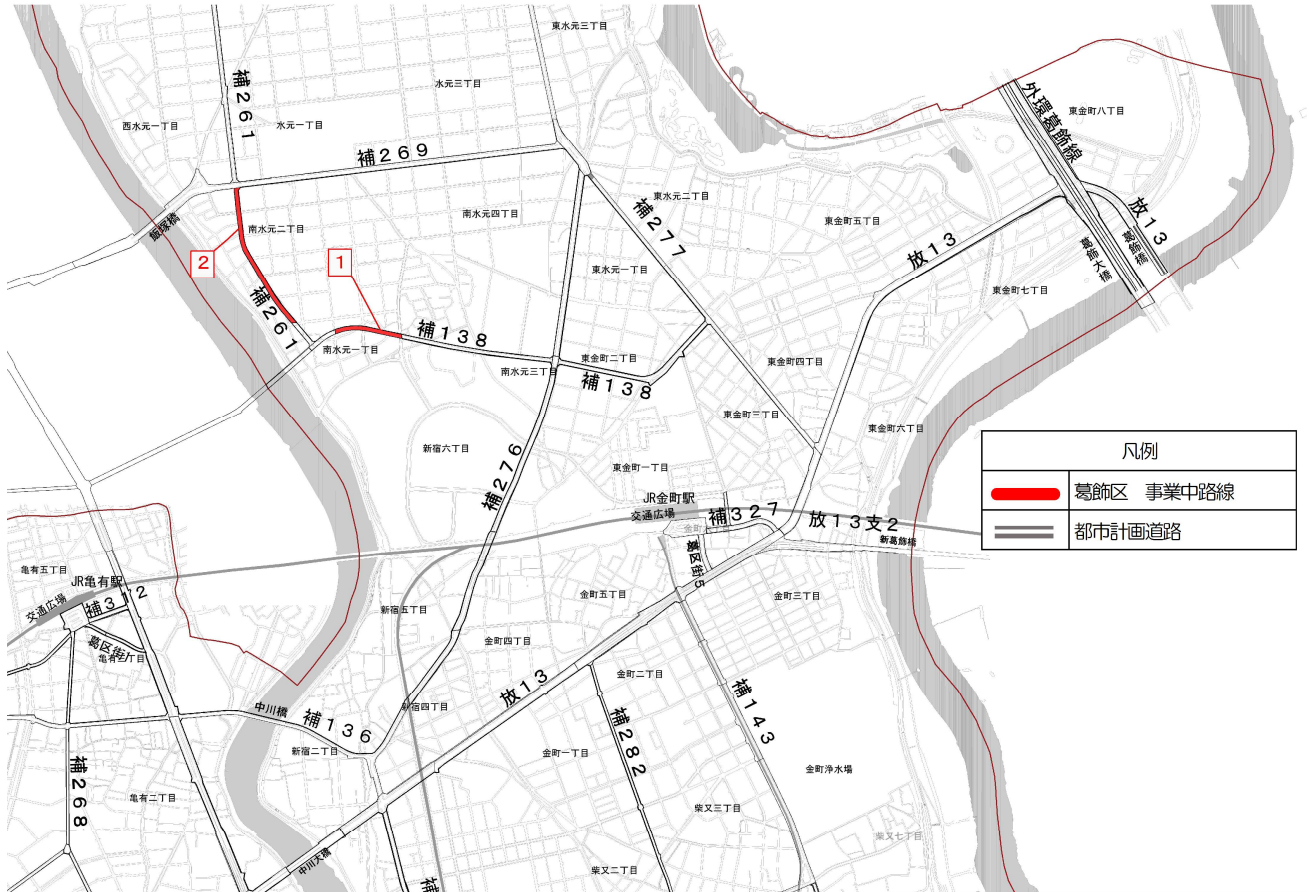 東水元三丁目
水元三丁目
補261
西水元一丁目
水元一丁目
東金町八丁目
外環葛飾線
補269
東水元二丁目
補277
南水元四丁目
東金町五丁目
放13
飯塚橋
南水元二丁目
2
1
東水元一丁目
放13
葛飾大橋
葛飾橋
東金町七丁目
補261
南水元一丁目
補138
東金町二丁目
南水元三丁目
補138
東金町四丁目
東金町三丁目
東金町六丁目
新宿六丁目
補276
東金町一丁目
JR金町駅
交通広場
補327
放13支2
新葛飾橋
葛区街5
凡例
葛飾区 事業中路線
都市計画道路
亀有五丁目
JR亀有駅
交通広場
補312
葛区街1
新宿五丁目
金町五丁目
金町三丁目
金町四丁目
放13
金町二丁目
補143
新宿四丁目
中川橋
補136
新宿二丁目
金町一丁目
補282
金町浄水場
補268
亀有二丁目
柴又三丁目
柴又七丁目
中川大橋
柴又二丁目
補